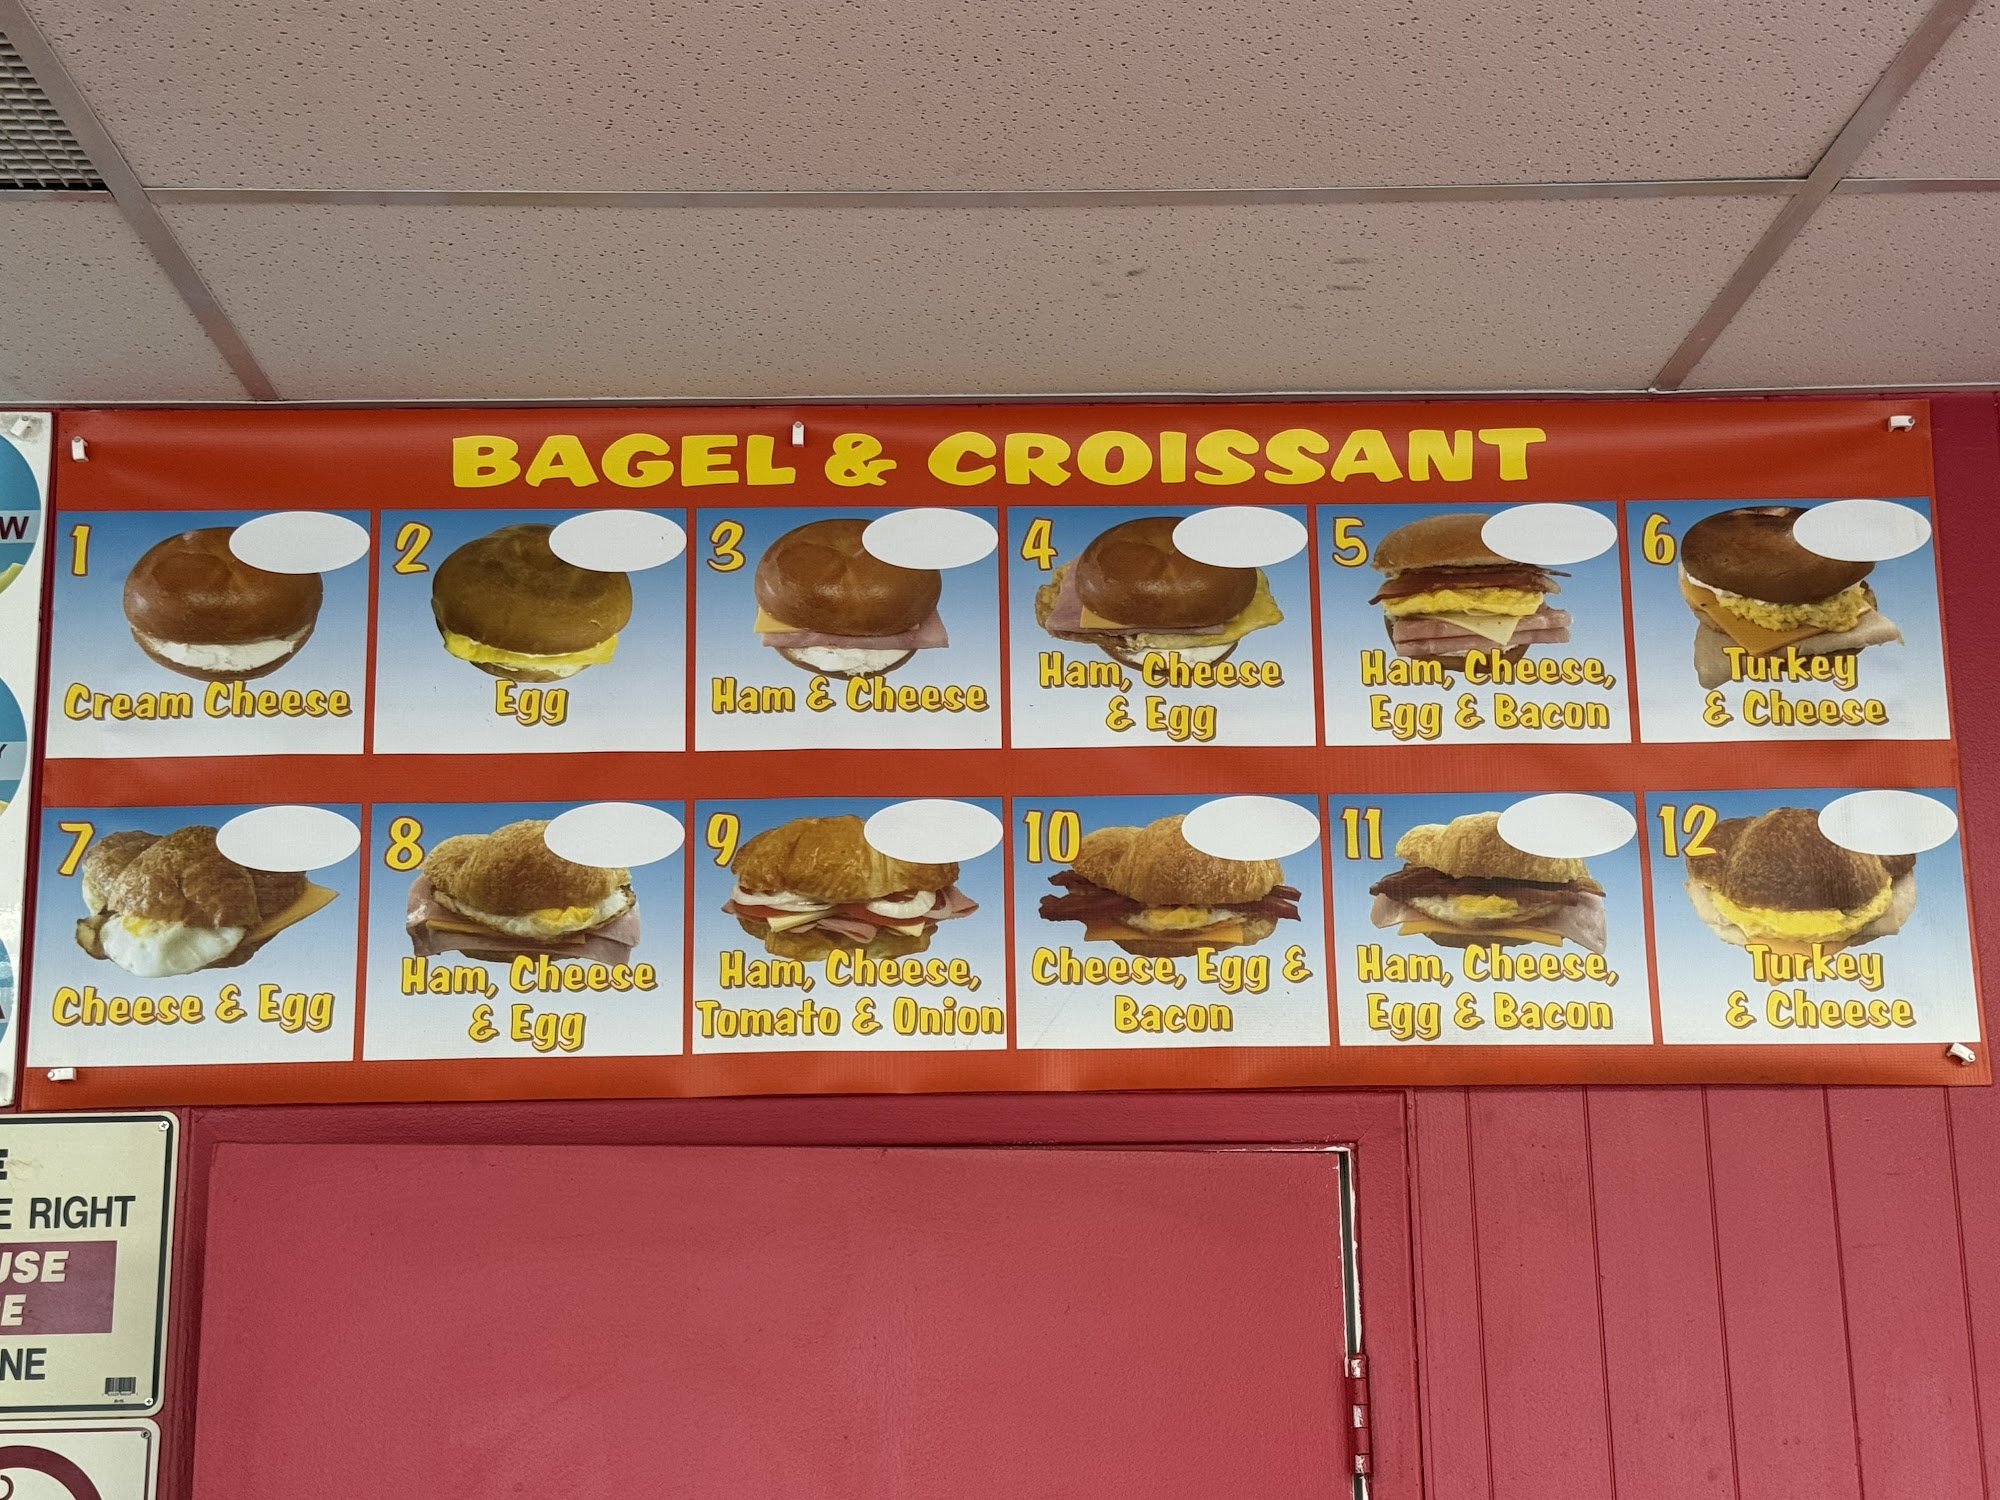 BAGEL & CROISSANT
1
Cream Cheese
2
Egg
3
Ham & Cheese
4
Ham, Cheese
& Egg
5
Ham, Cheese,
Egg & Bacon
6
Turkey
& Cheese
7
Cheese & Egg
8
Ham, Cheese
& Egg
9
Ham, Cheese,
Tomato & Onion
10
Cheese, Egg &
Bacon
11
Ham, Cheese,
Egg & Bacon
12
Turkey
& Cheese
W
Y
E
E RIGHT
USE
E
NE